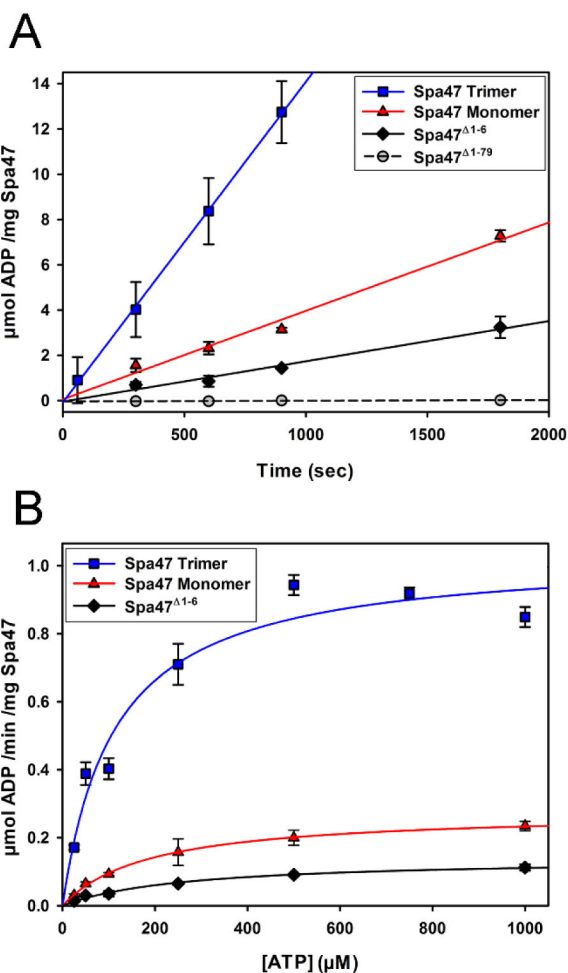 A
14
12
10
8
6
4
2
0
µmol ADP /mg Spa47
Spa47 Trimer
Spa47 Monomer
Spa47Δ1-6
Spa47Δ1-79
0 500 1000 1500 2000
Time (sec)
B
1.0
0.8
0.6
0.4
0.2
0.0
µmol ADP /min /mg Spa47
Spa47 Trimer
Spa47 Monomer
Spa47Δ1-6
0 200 400 600 800 1000
[ATP] (µM)